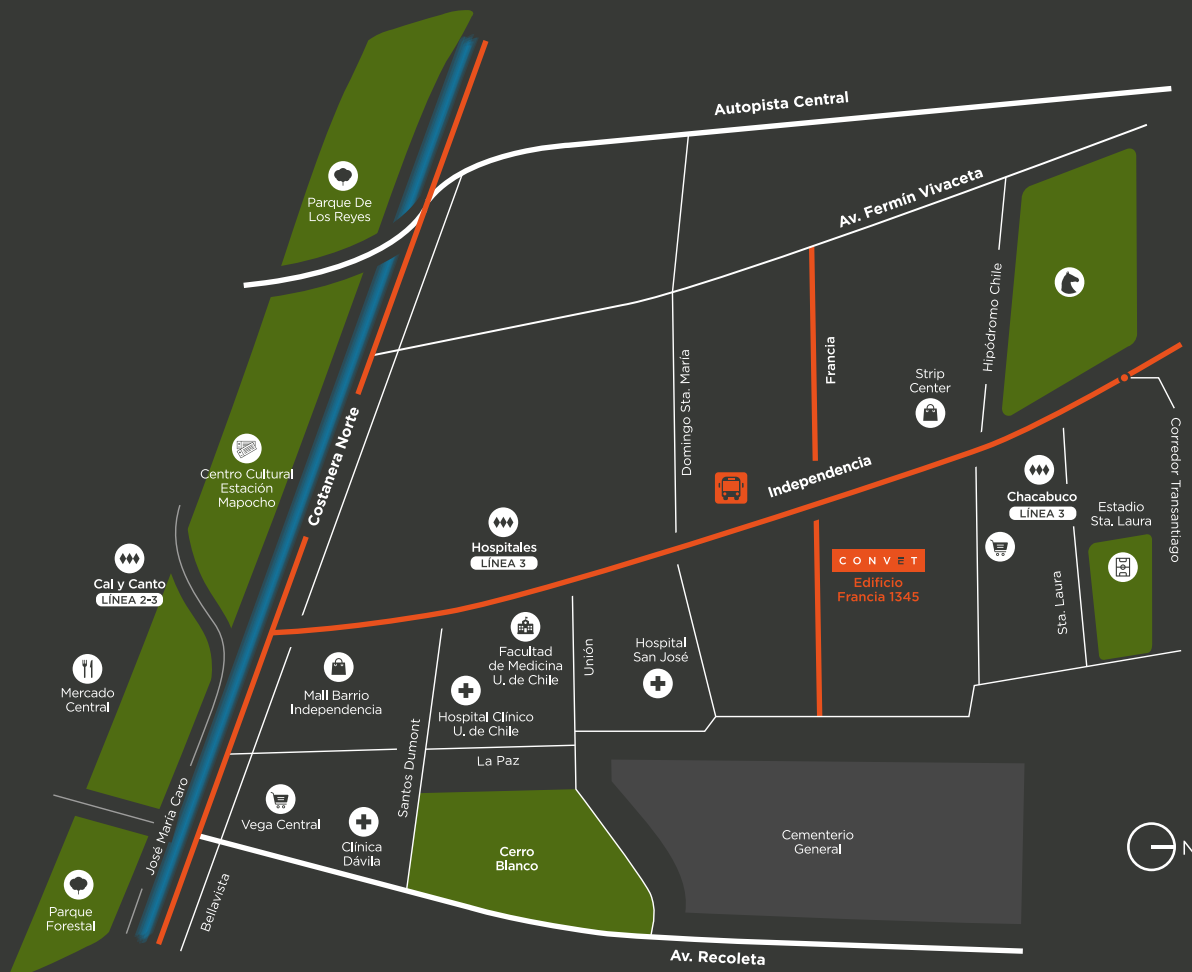 Autopista Central
Parque De
Los Reyes
Av. Fermín Vivaceta
Hipódromo Chile
Francia
Domingo Sta. María
Strip
Center
Costanera Norte
Centro Cultural
Estación
Mapocho
Independencia
Corredor Transantiago
Chacabuco
LÍNEA 3
Estadio
Sta. Laura
Hospitales
LÍNEA 3
Cal y Canto
LÍNEA 2-3
CONVET
Edificio
Francia 1345
Sta. Laura
Unión
Facultad
de Medicina
U. de Chile
Hospital
San José
Mercado
Central
Mall Barrio
Independencia
Hospital Clínico
U. de Chile
Santos Dumont
La Paz
José María Caro
Vega Central
Clínica
Dávila
Cerro
Blanco
Cementerio
General
N
Parque
Forestal
Bellavista
Av. Recoleta